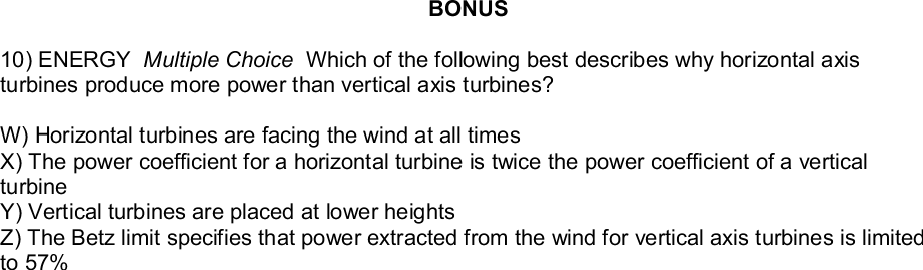 BONUS
10) ENERGY Multiple Choice Which of the following best describes why horizontal axis
turbines produce more power than vertical axis turbines?
W) Horizontal turbines are facing the wind at all times
X) The power coefficient for a horizontal turbine is twice the power coefficient of a vertical
turbine
Y) Vertical turbines are placed at lower heights
Z) The Betz limit specifies that power extracted from the wind for vertical axis turbines is limited
to 57%